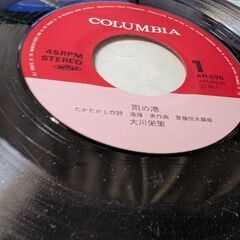 COLUMBIA
45RPM
STEREO
1
AH-696
雨の港
たかたかし作詩 遠藤 実作曲 斎藤恒夫編曲
大川栄策